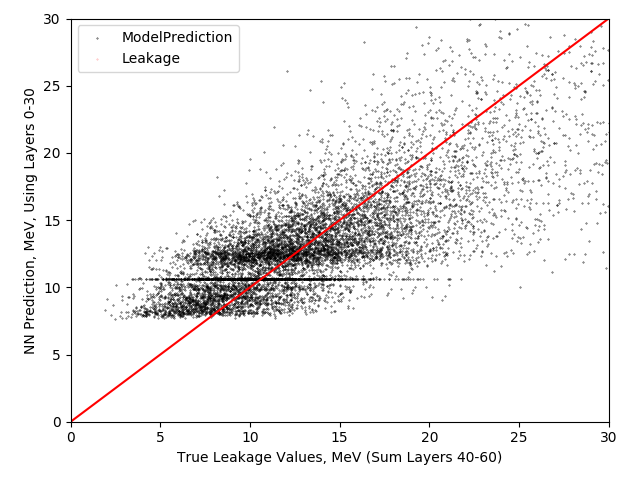 ModelPrediction
Leakage
NN Prediction, MeV, Using Layers 0-30
30
25
20
15
10
5
0
0 5 10 15 20 25 30
True Leakage Values, MeV (Sum Layers 40-60)